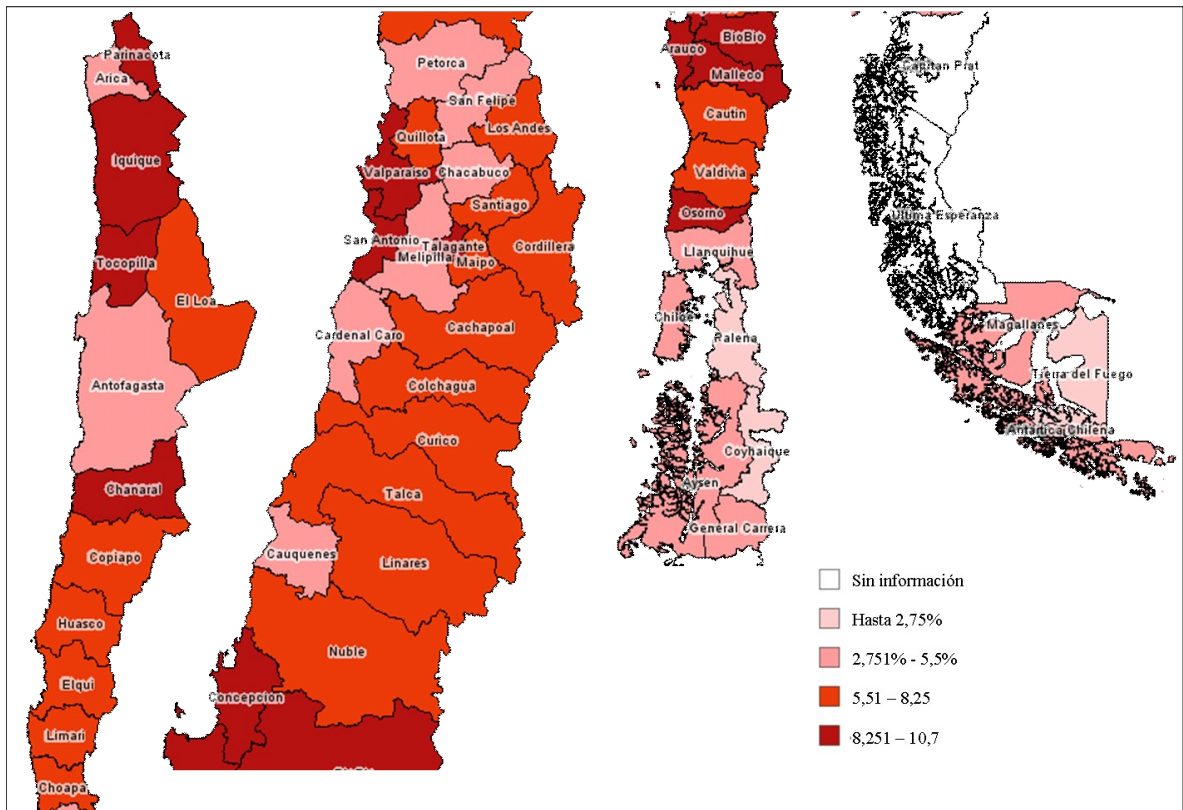 Parinacota
Arica
Iquique
Tocopilla
El Loa
Antofagasta
Chanaral
Copiapo
Huasco
Elqui
Limari
Choapa
Petorca
San Felipe
Los Andes
Quillota
Valparaiso
Chacabuco
Santiago
San Antonio
Talagante
Cordillera
Melipilla
Maipo
Cardenal Caro
Cachapoal
Colchagua
Curico
Talca
Cauquenes
Linares
Nuble
Concepción
Arauco
BioBio
Malleco
Cautin
Valdivia
Osorno
Llanquihue
Chiloe
Palena
Coyhaique
Aysen
General Carrera
Capitan Prat
Ultima Esperanza
Magallanes
Tierra del Fuego
Antartica Chilena
Sin información
Hasta 2,75%
2,751% - 5,5%
5,51 – 8,25
8,251 – 10,7